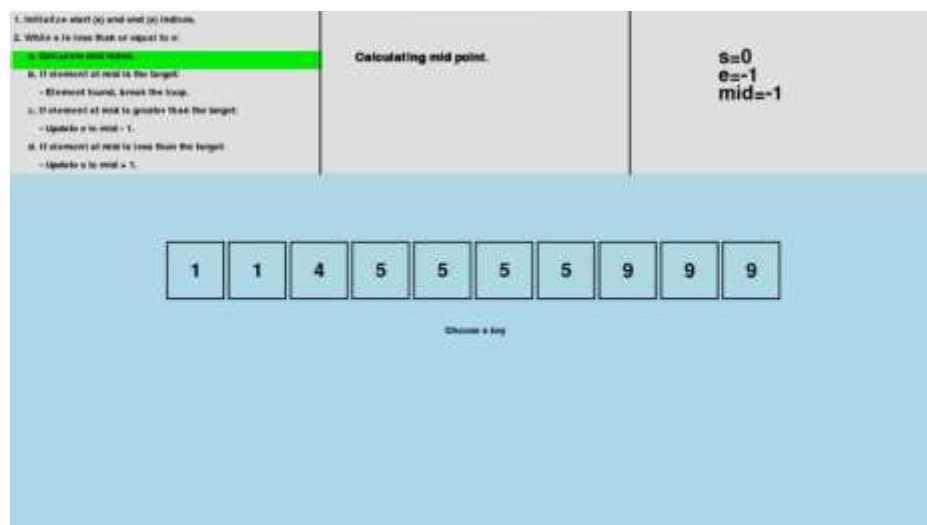 1. Initialize start (s) and end (e) indices.
2. While s is less than or equal to e:
a. Calculate mid index.
b. If element at mid is the target:
- Element found, break the loop.
c. If element at mid is greater than the target:
- Update e to mid - 1.
d. If element at mid is less than the target:
- Update s to mid + 1.
Calculating mid point.
s=0
e=-1
mid=-1
1 1 4 5 5 5 5 9 9 9
Choose a key